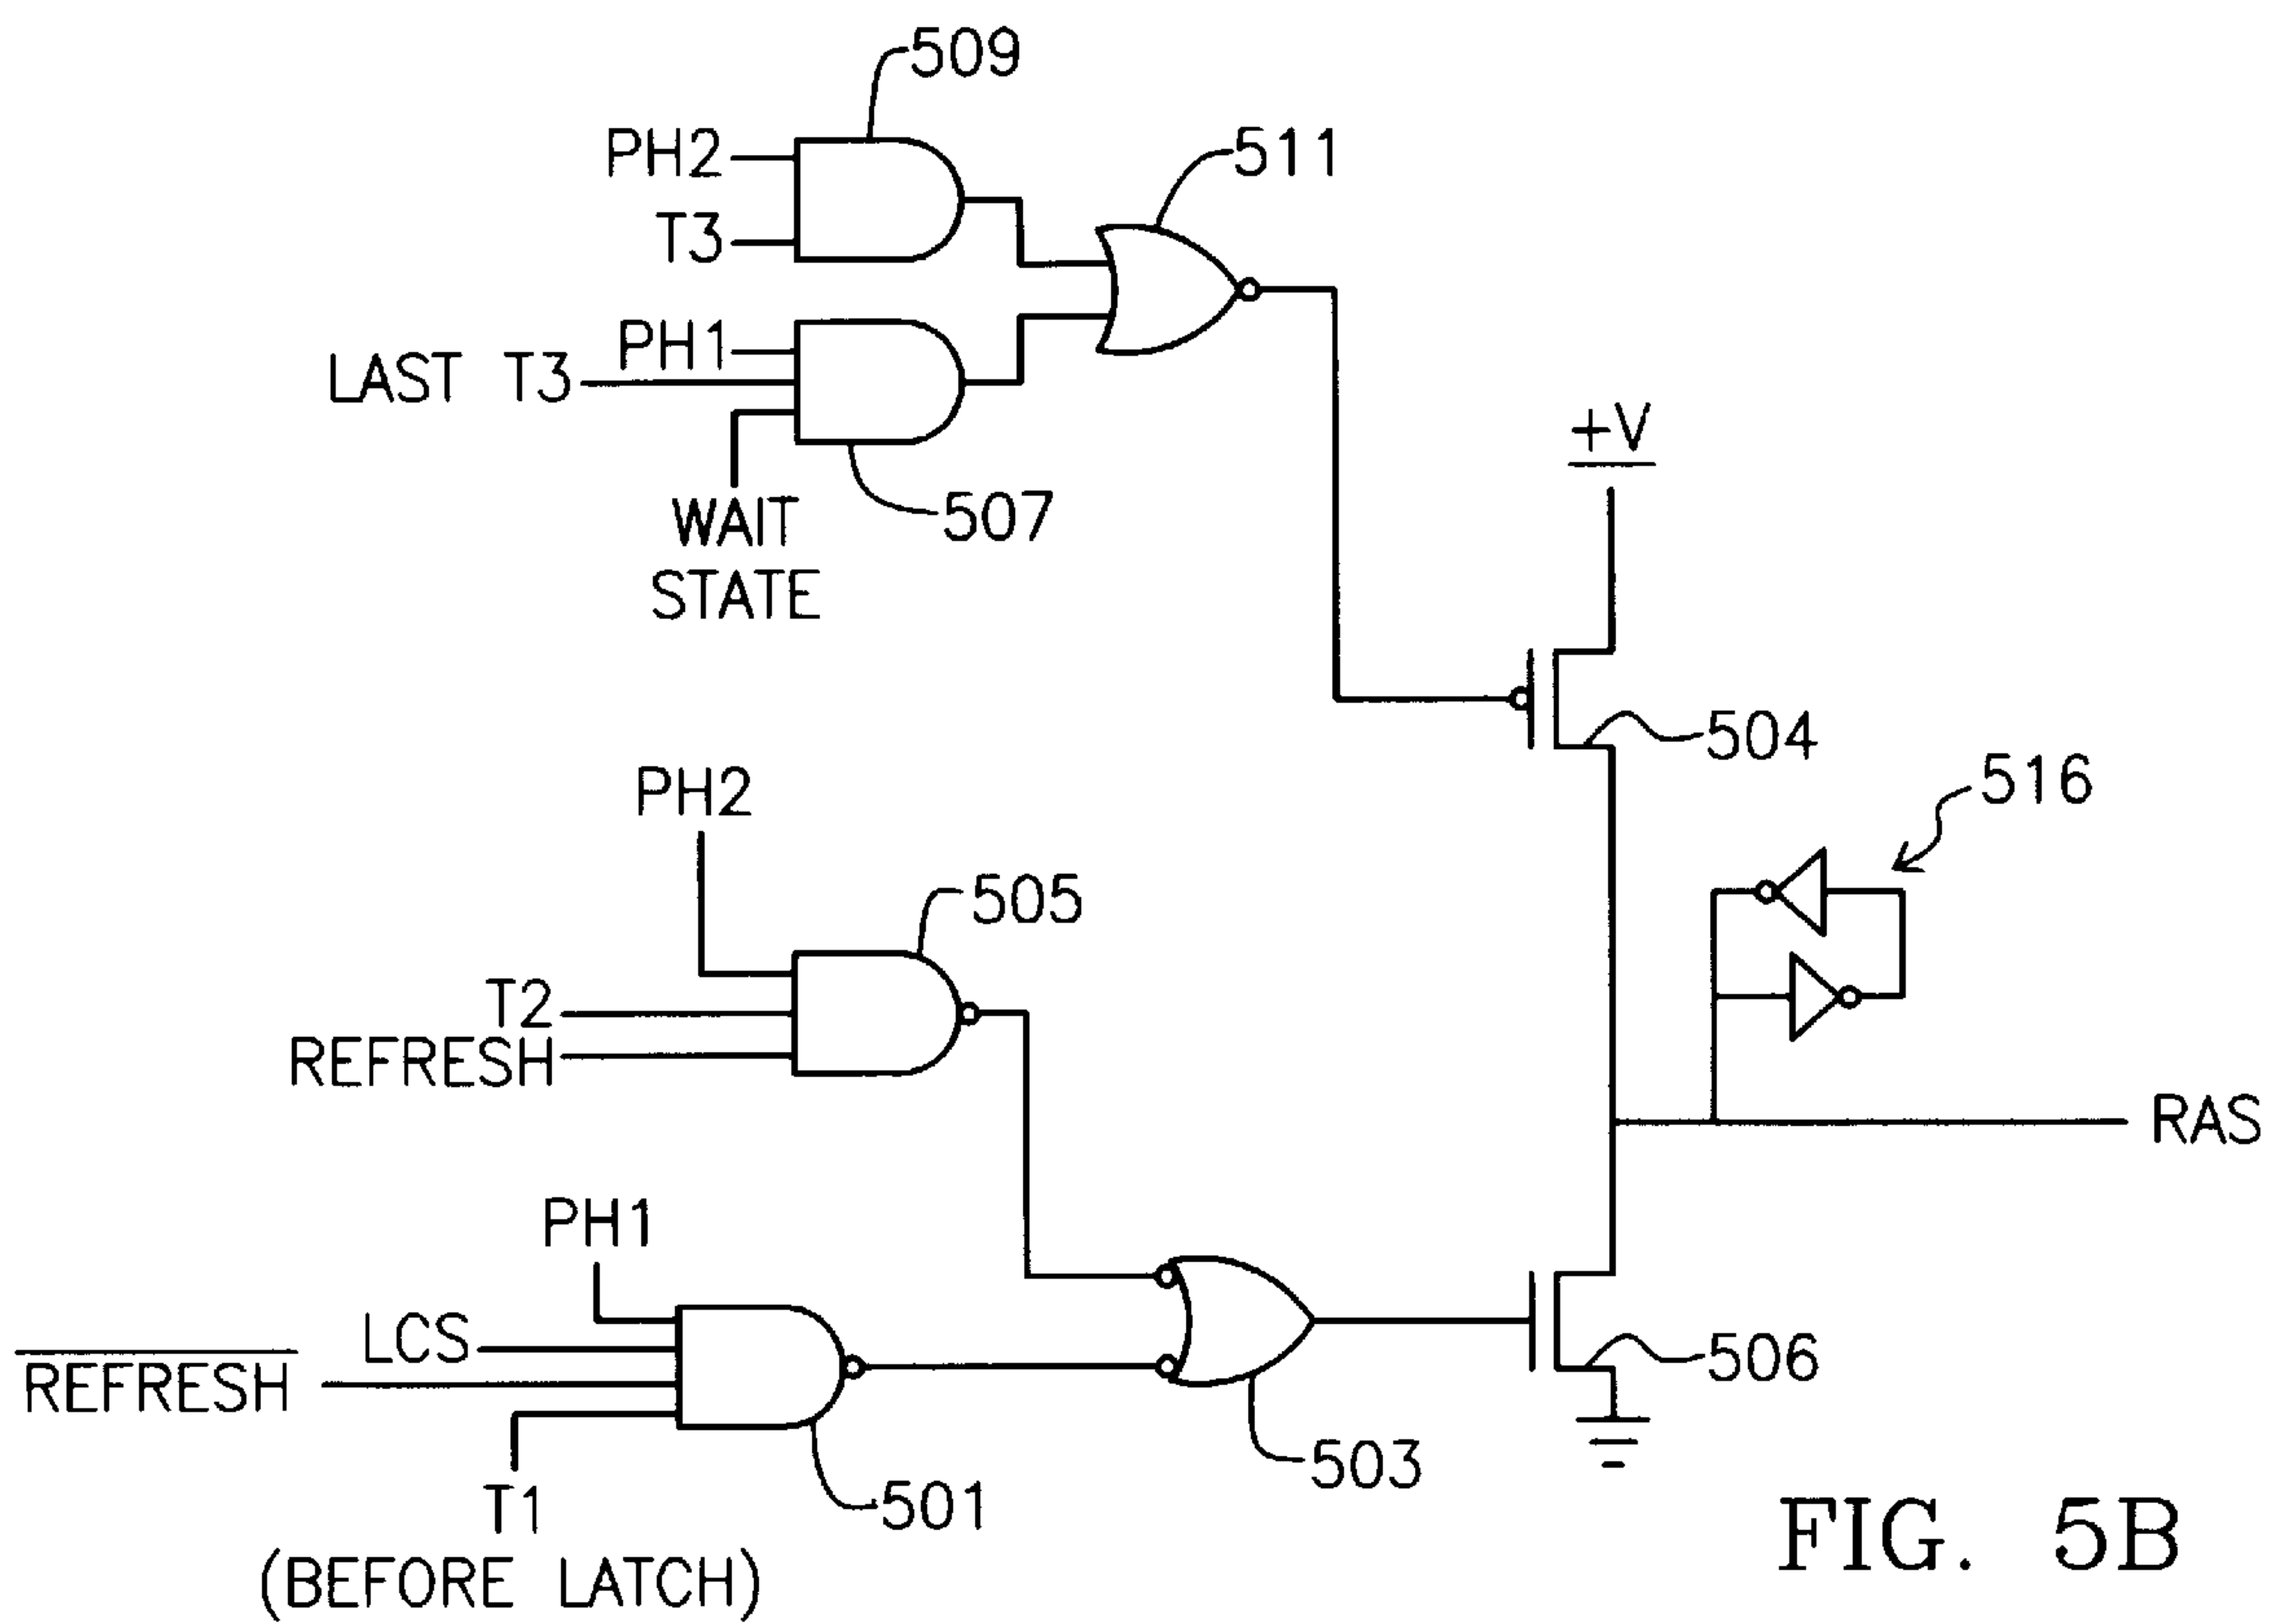 509
PH2
511
T3
PH1
LAST T3
+V
507
WAIT
STATE
504
516
PH2
505
T2
REFRESH
RAS
PH1
LCS
REFRESH
506
503
501
T1
(BEFORE LATCH)
FIG. 5B